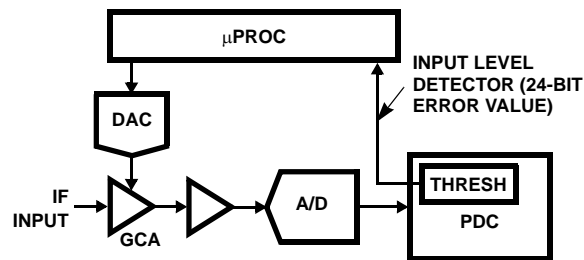 μPROC
INPUT LEVEL
DETECTOR (24-BIT
ERROR VALUE)
DAC
THRESH
IF
INPUT
GCA
A/D
PDC